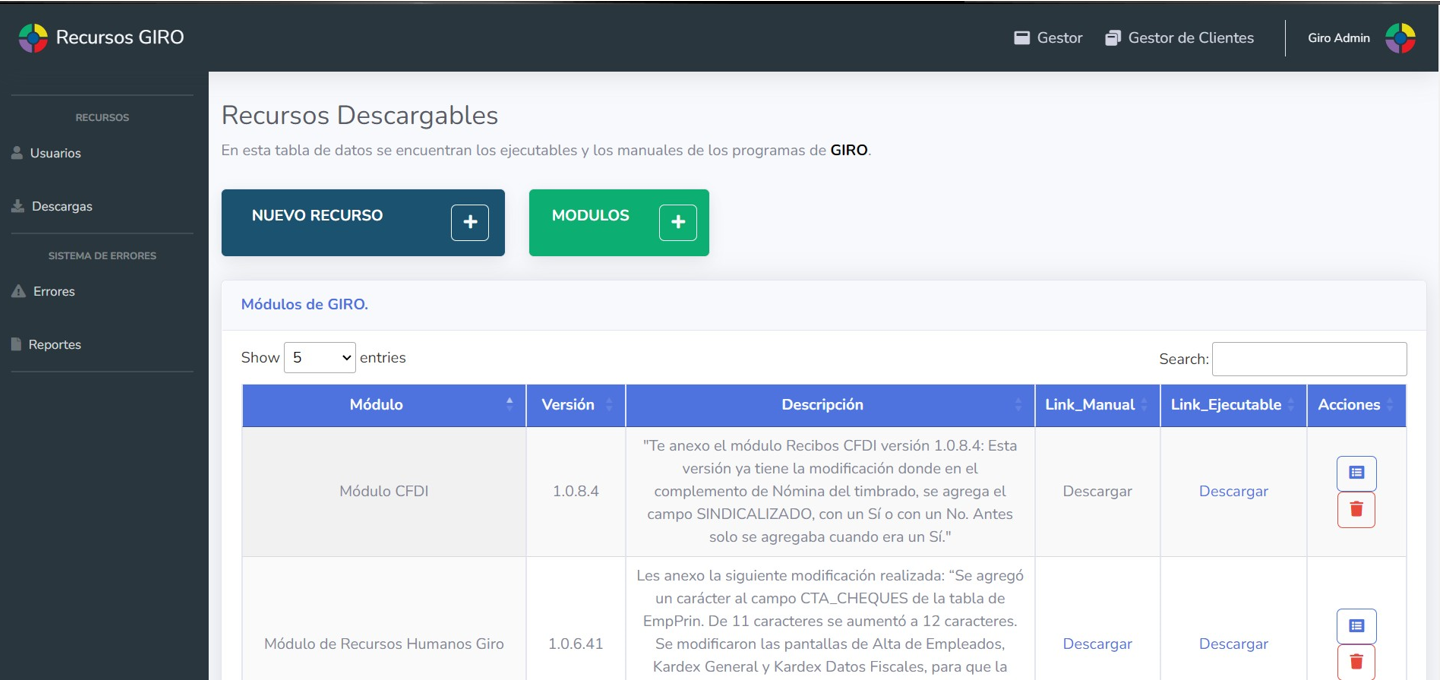 Recursos GIRO
Gestor
Gestor de Clientes
Giro Admin
RECURSOS
Usuarios
Descargas
SISTEMA DE ERRORES
Errores
Reportes
Recursos Descargables
En esta tabla de datos se encuentran los ejecutables y los manuales de los programas de GIRO.
NUEVO RECURSO
MODULOS
Módulos de GIRO.
Show 5 entries
Search:
Módulo
Versión
Descripción
Link_Manual
Link_Ejecutable
Acciones
Módulo CFDI
1.0.8.4
"Te anexo el módulo Recibos CFDI versión 1.0.8.4: Esta
versión ya tiene la modificación donde en el
complemento de Nómina del timbrado, se agrega el
campo SINDICALIZADO, con un Sí o con un No. Antes
solo se agregaba cuando era un Sí."
Descargar
Descargar
Módulo de Recursos Humanos Giro
1.0.6.41
Les anexo la siguiente modificación realizada: “Se agregó
un carácter al campo CTA_CHEQUES de la tabla de
EmpPrin. De 11 caracteres se aumentó a 12 caracteres.
Se modificaron las pantallas de Alta de Empleados,
Kardex General y Kardex Datos Fiscales, para que la
Descargar
Descargar